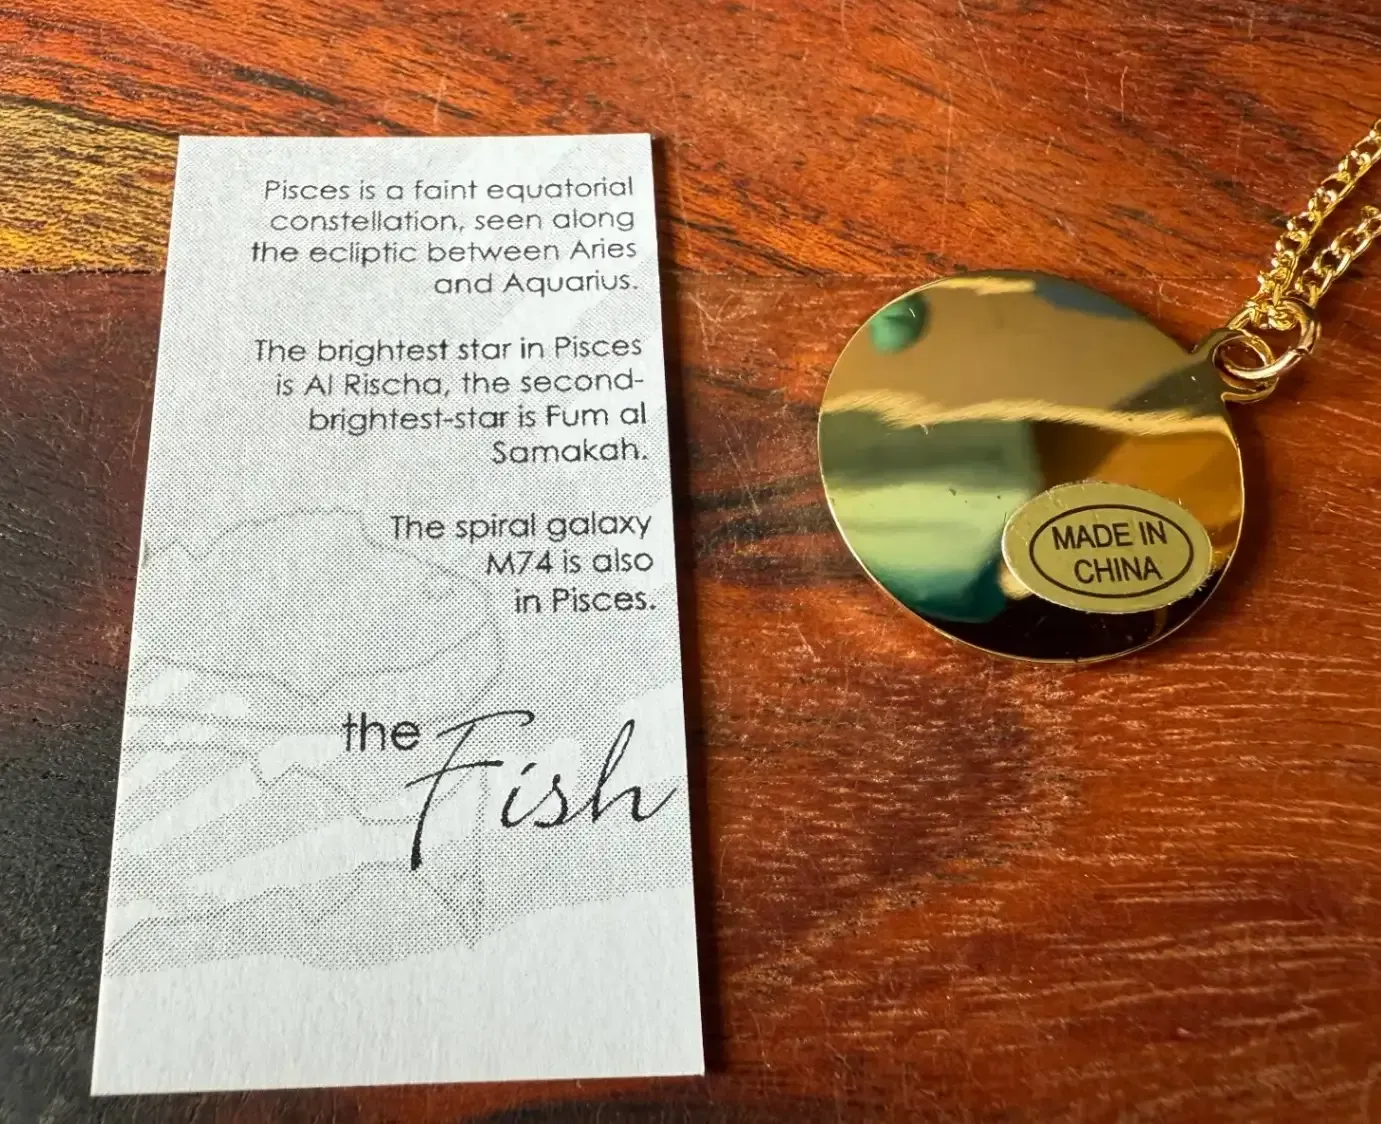 Pisces is a faint equatorial
constellation, seen along
the ecliptic between Aries
and Aquarius.
The brightest star in Pisces
is Al Rischa, the second-
brightest-star is Fum al
Samakah.
The spiral galaxy
M74 is also
in Pisces.
the Fish
MADE IN
CHINA